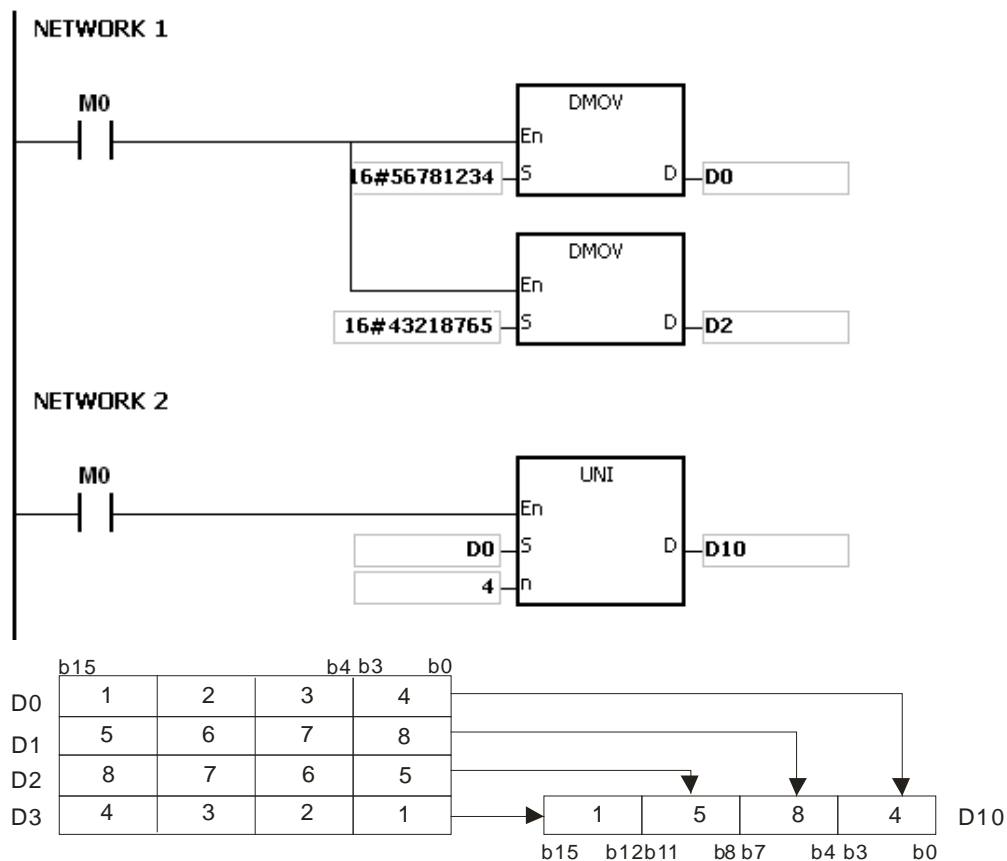 NETWORK 1
M0
DMOV
En
16#56781234 S D D0
DMOV
En
16#43218765 S D D2
NETWORK 2
M0
UNI
En
D0 S D D10
4 n
b15 b4 b3 b0
D0 1 2 3 4
D1 5 6 7 8
D2 8 7 6 5
D3 4 3 2 1
1 5 8 4 D10
b15 b12 b11 b8 b7 b4 b3 b0